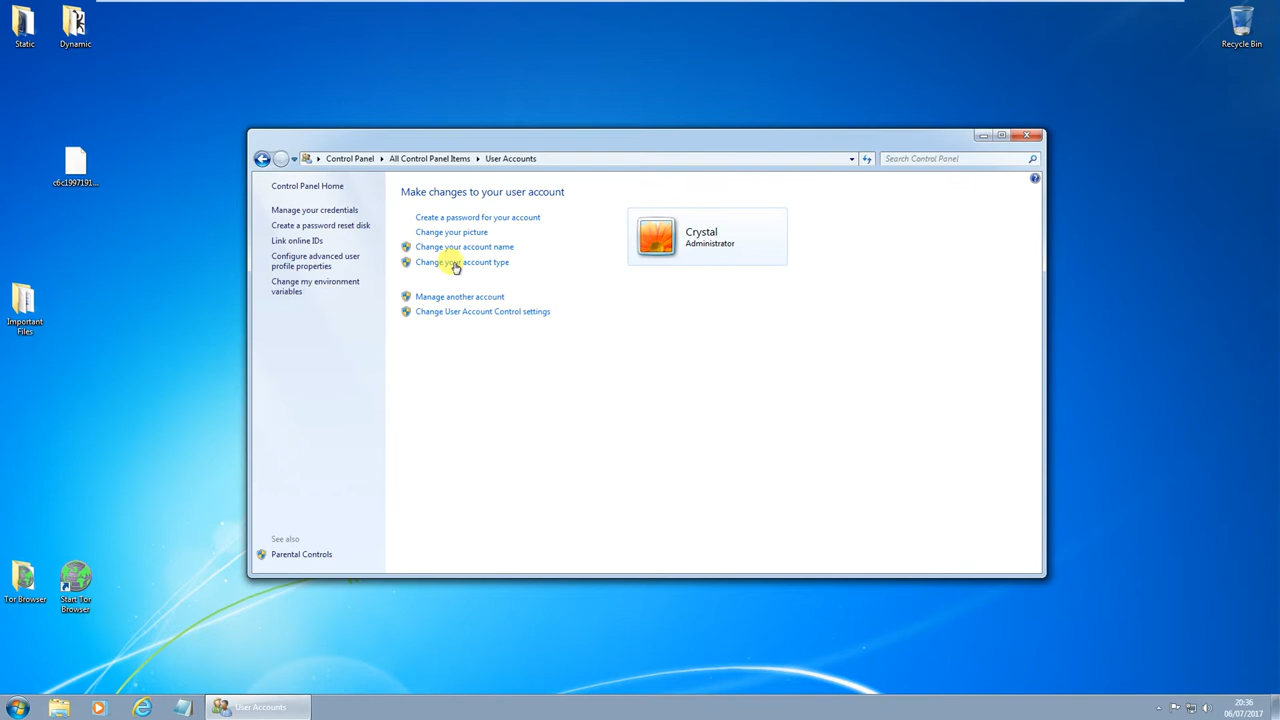 Static
Dynamic
Recycle Bin
c6c1997191...
Important
Files
Tor Browser
Start Tor
Browser
Control Panel
All Control Panel Items
User Accounts
Search Control Panel
Control Panel Home
Manage your credentials
Create a password reset disk
Link online IDs
Configure advanced user
profile properties
Change my environment
variables
See also
Parental Controls
Make changes to your user account
Create a password for your account
Change your picture
Change your account name
Change your account type
Manage another account
Change User Account Control settings
Crystal
Administrator
User Accounts
20:36
06/07/2017